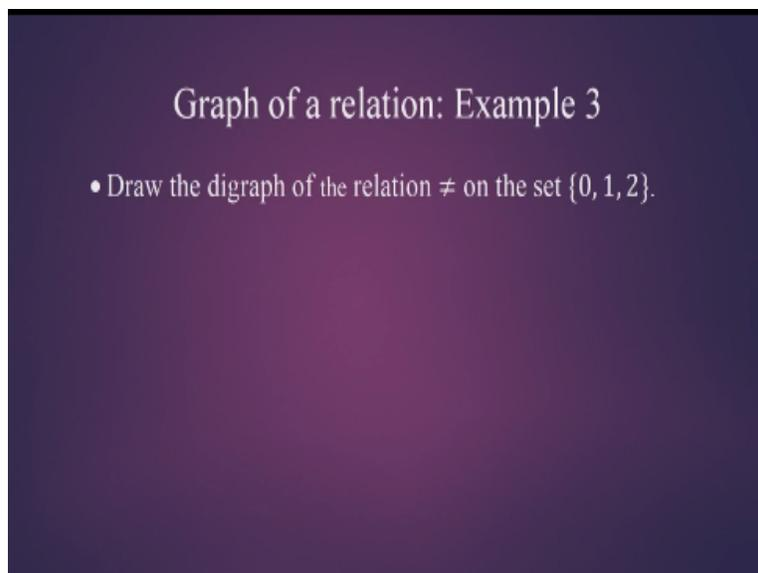 Graph of a relation: Example 3
• Draw the digraph of the relation ≠ on the set {0, 1, 2}.